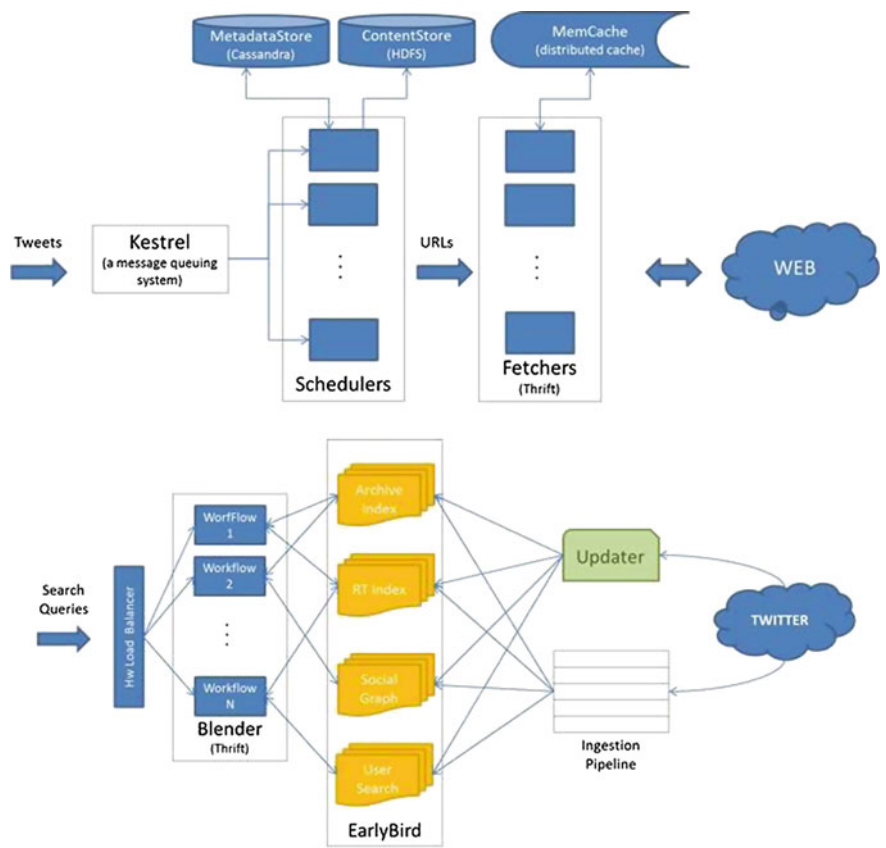 MetadataStore
(Cassandra)
ContentStore
(HDFS)
MemCache
(distributed cache)
Tweets
Kestrel
(a message queuing
system)
URLs
WEB
Schedulers
Fetchers
(Thrift)
Search
Queries
Hw Load Balancer
WorfFlow
1
Workflow
2
Workflow
N
Blender
(Thrift)
Archive
Index
RT Index
Social
Graph
User
Search
EarlyBird
Updater
TWITTER
Ingestion
Pipeline